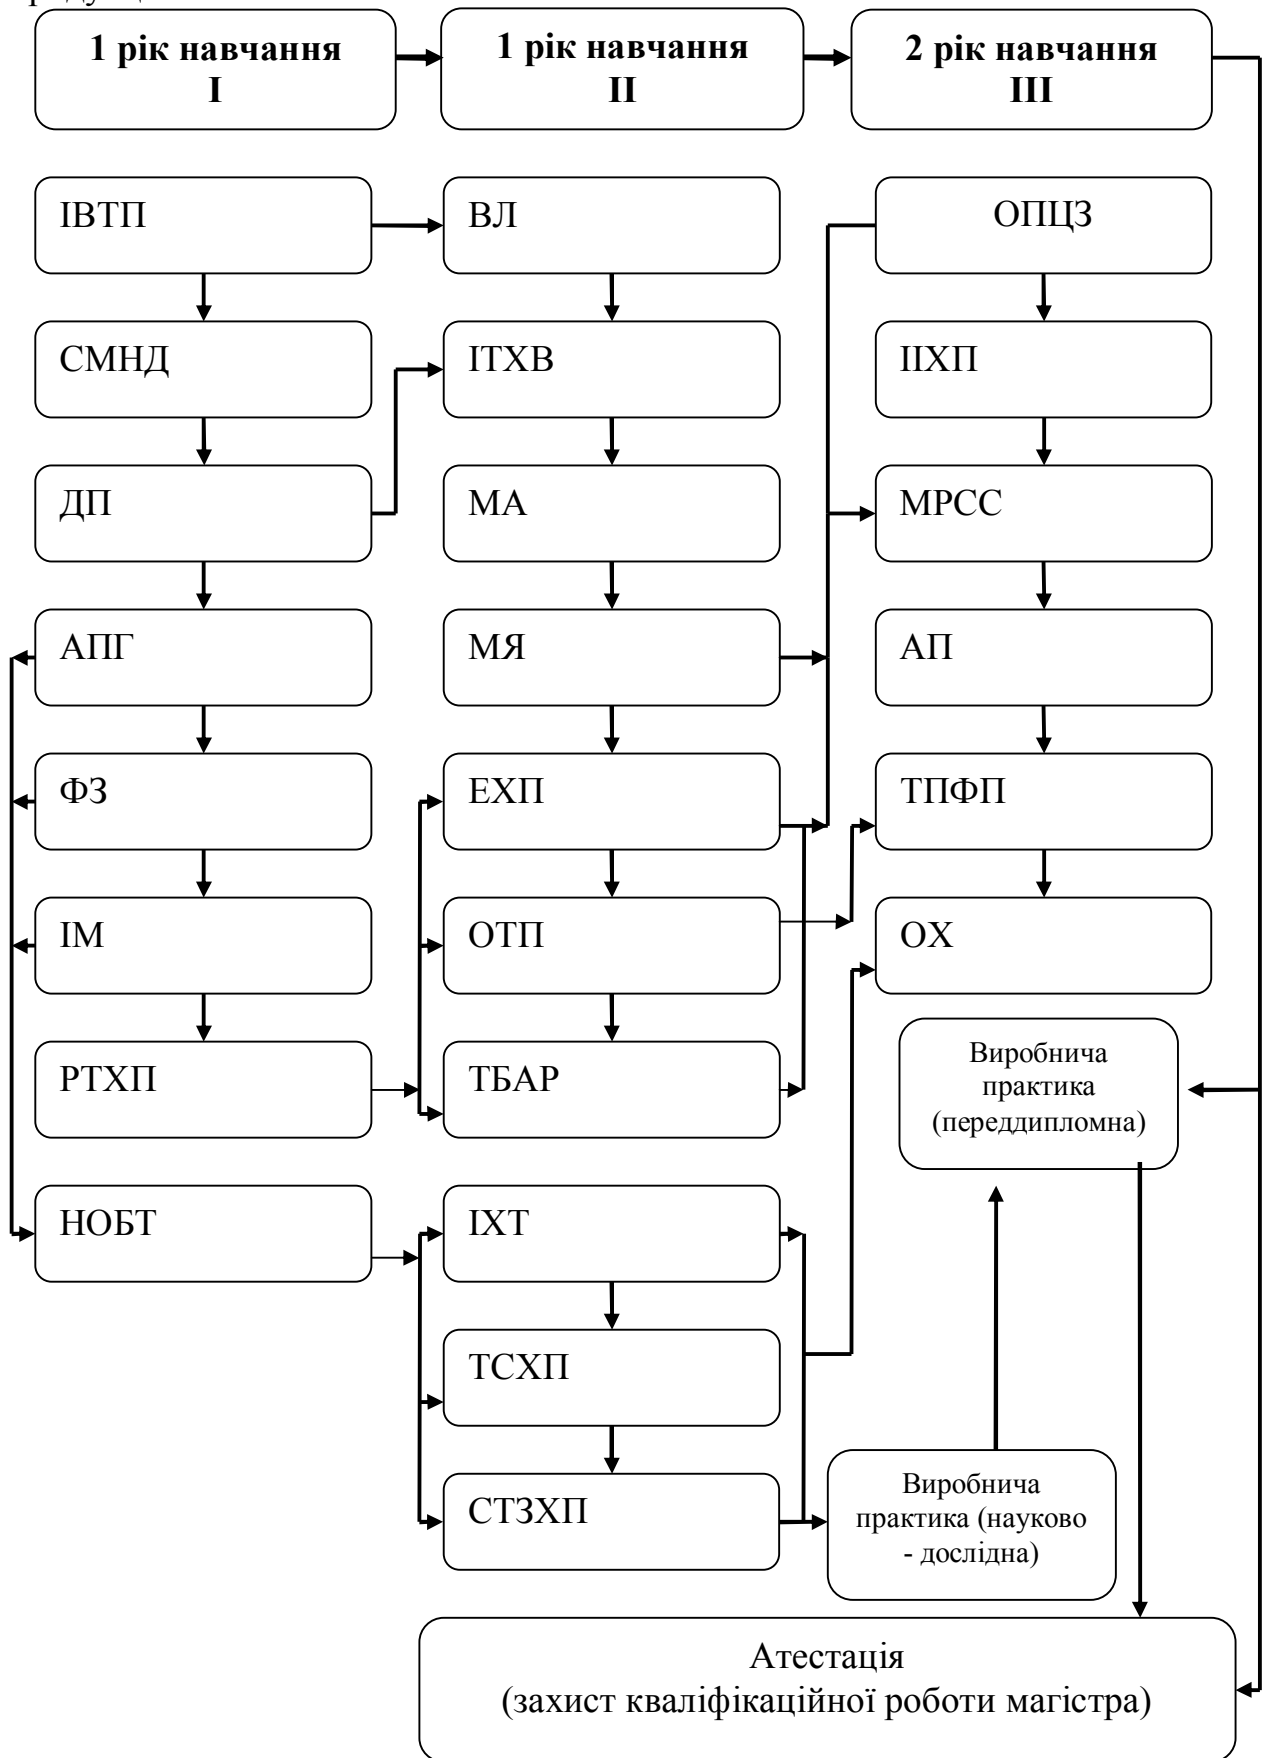 1 рік навчання
І
1 рік навчання
ІІ
2 рік навчання
ІІІ
ІВТП
ВЛ
ОПЦЗ
СМНД
ІТХВ
ІІХП
ДП
МА
МРСС
АПГ
МЯ
АП
ФЗ
ЕХП
ТПФП
ІМ
ОТП
ОХ
РТХП
ТБАР
Виробнича
практика
(переддипломна)
НОБТ
ІХТ
ТСХП
СТЗХП
Виробнича
практика (науково
- дослідна)
Атестація
(захист кваліфікаційної роботи магістра)